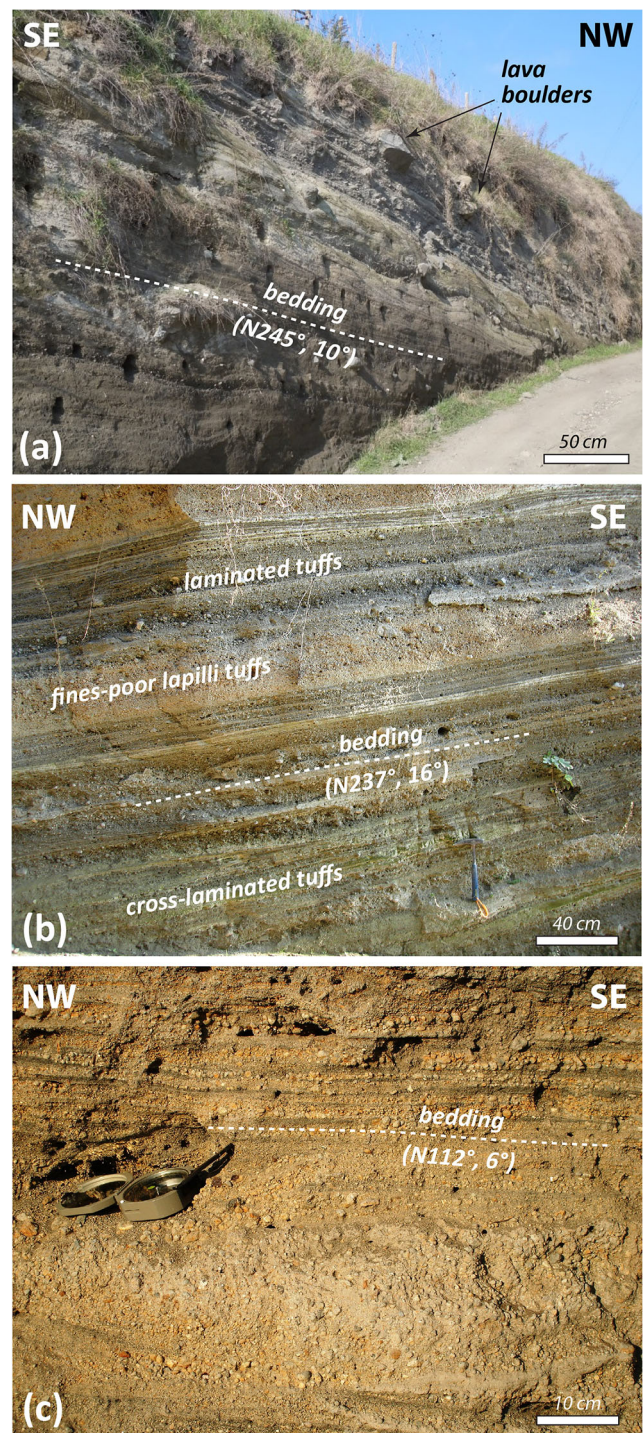 SE
NW
lava
boulders
bedding
(N245°, 10°)
50 cm
(a)
NW
SE
laminated tuffs
fines-poor lapilli tuffs
bedding
(N237°, 16°)
cross-laminated tuffs
40 cm
(b)
NW
SE
bedding
(N112°, 6°)
10 cm
(c)